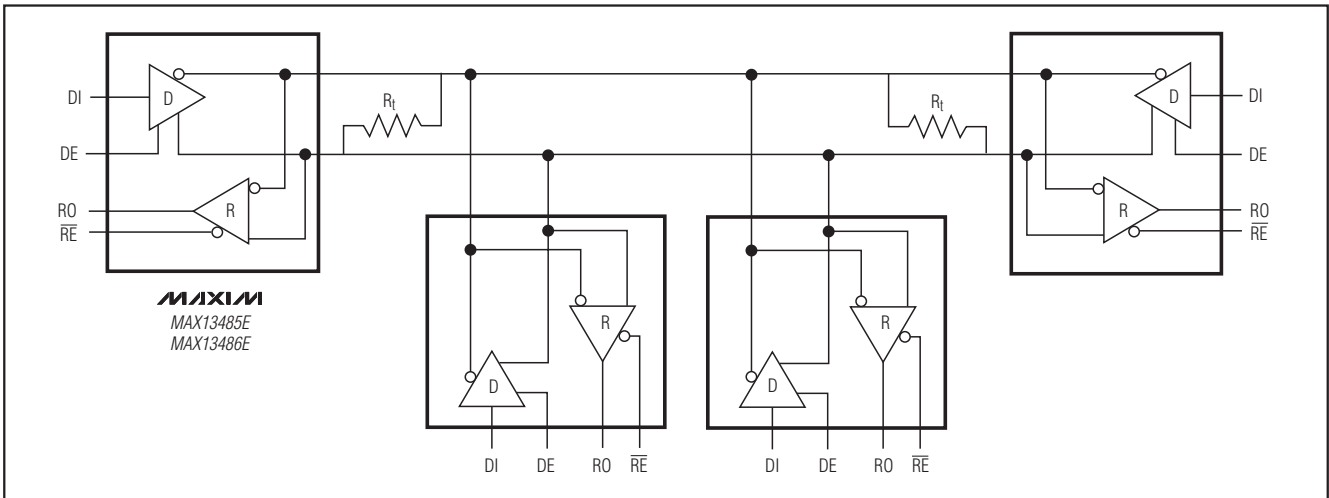 DI
DE
RO
RE
D
R
Rt
Rt
D
R
DI
DE
RO
RE
MAXIM
MAX13485E
MAX13486E
R
D
DI DE RO RE
R
D
DI DE RO RE